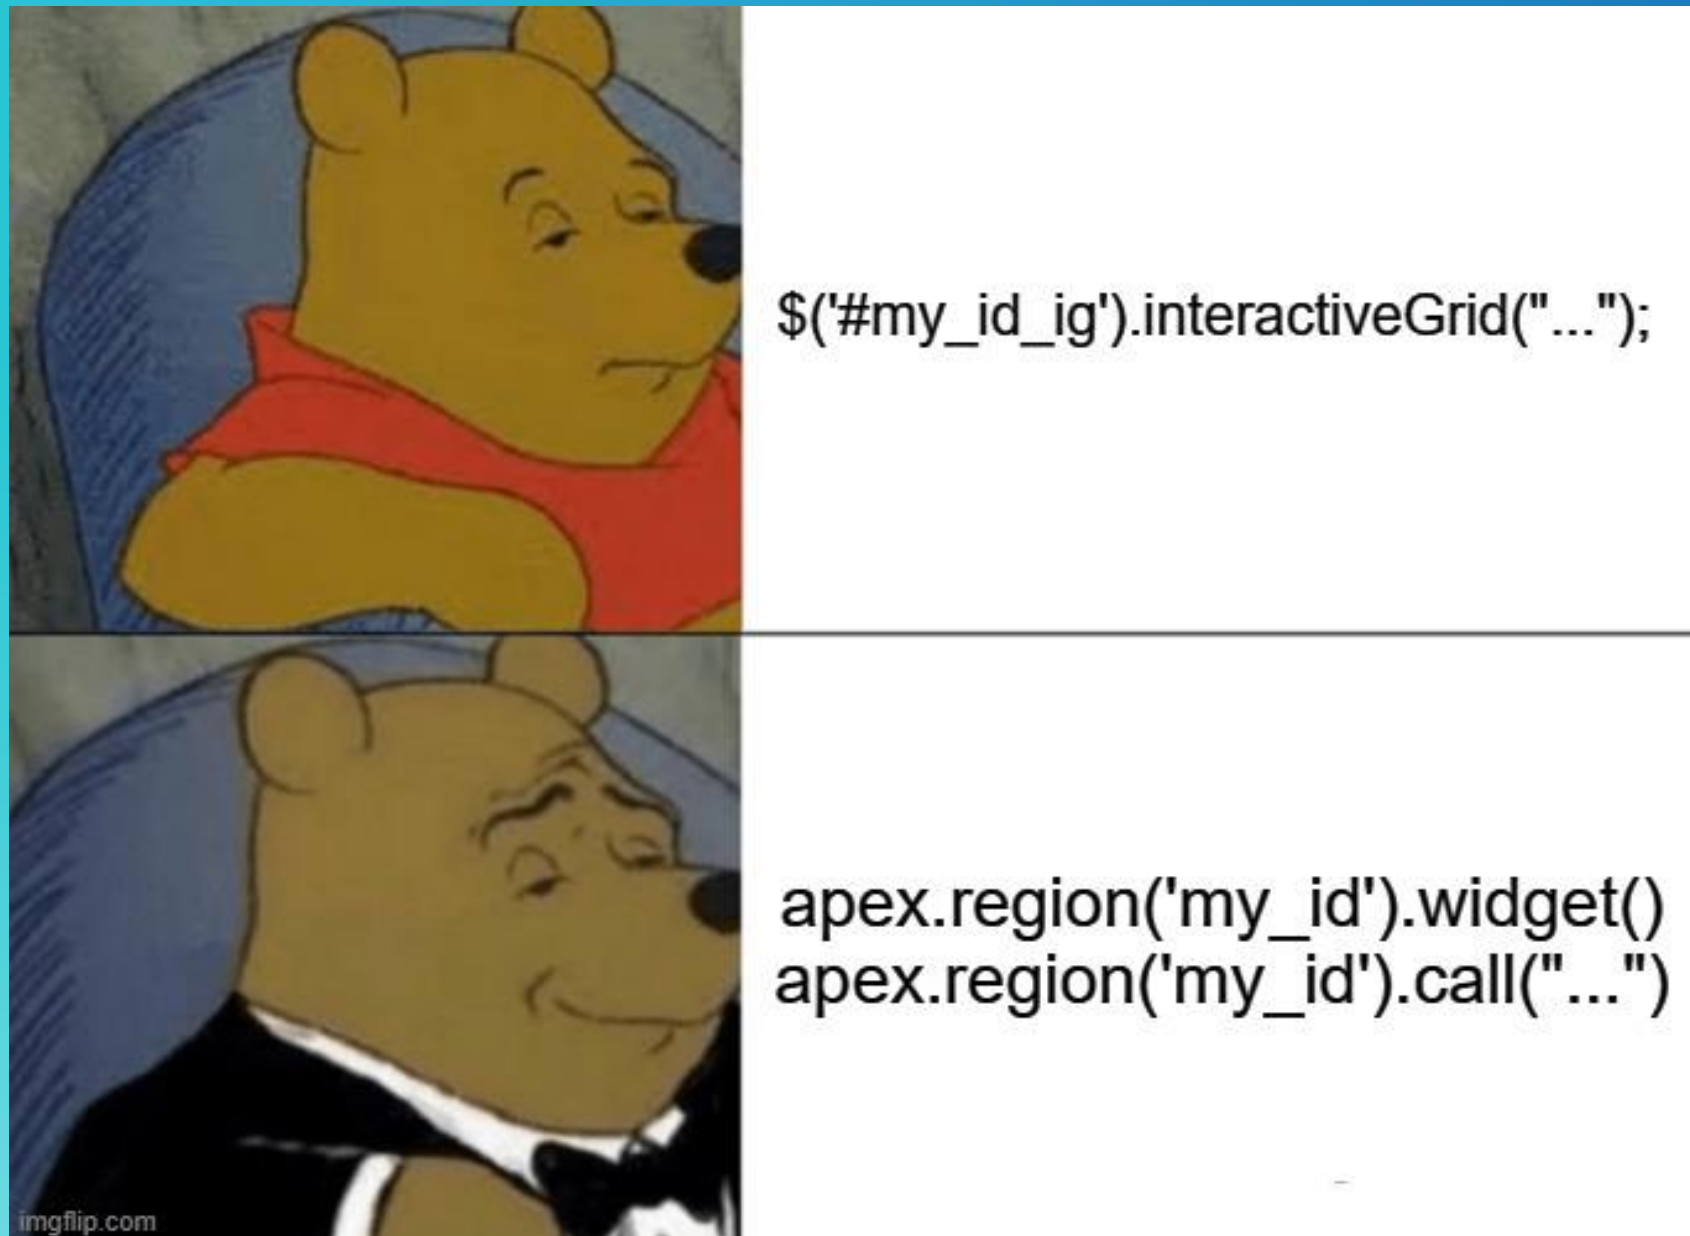 $('#my_id_ig').interactiveGrid("...");
apex.region('my_id').widget()
apex.region('my_id').call("...")
imgflip.com